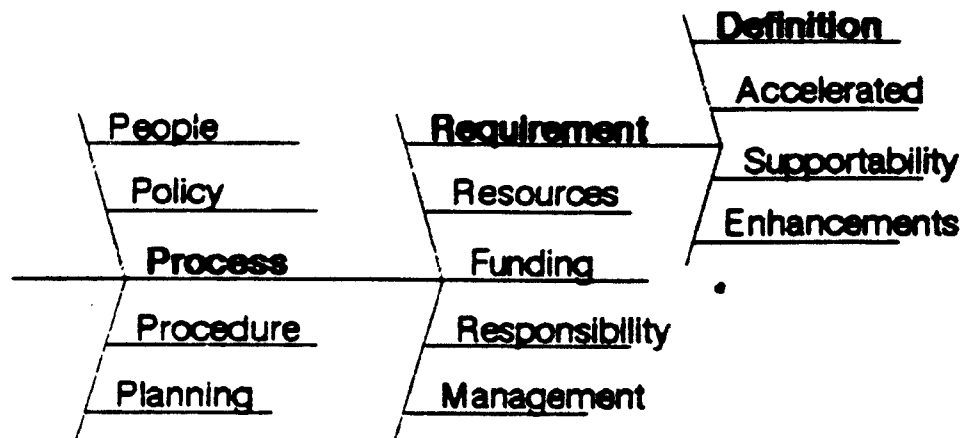 People
Policy
Process
Procedure
Planning
Requirement
Resources
Funding
Responsibility
Management
Definition
Accelerated
Supportability
Enhancements